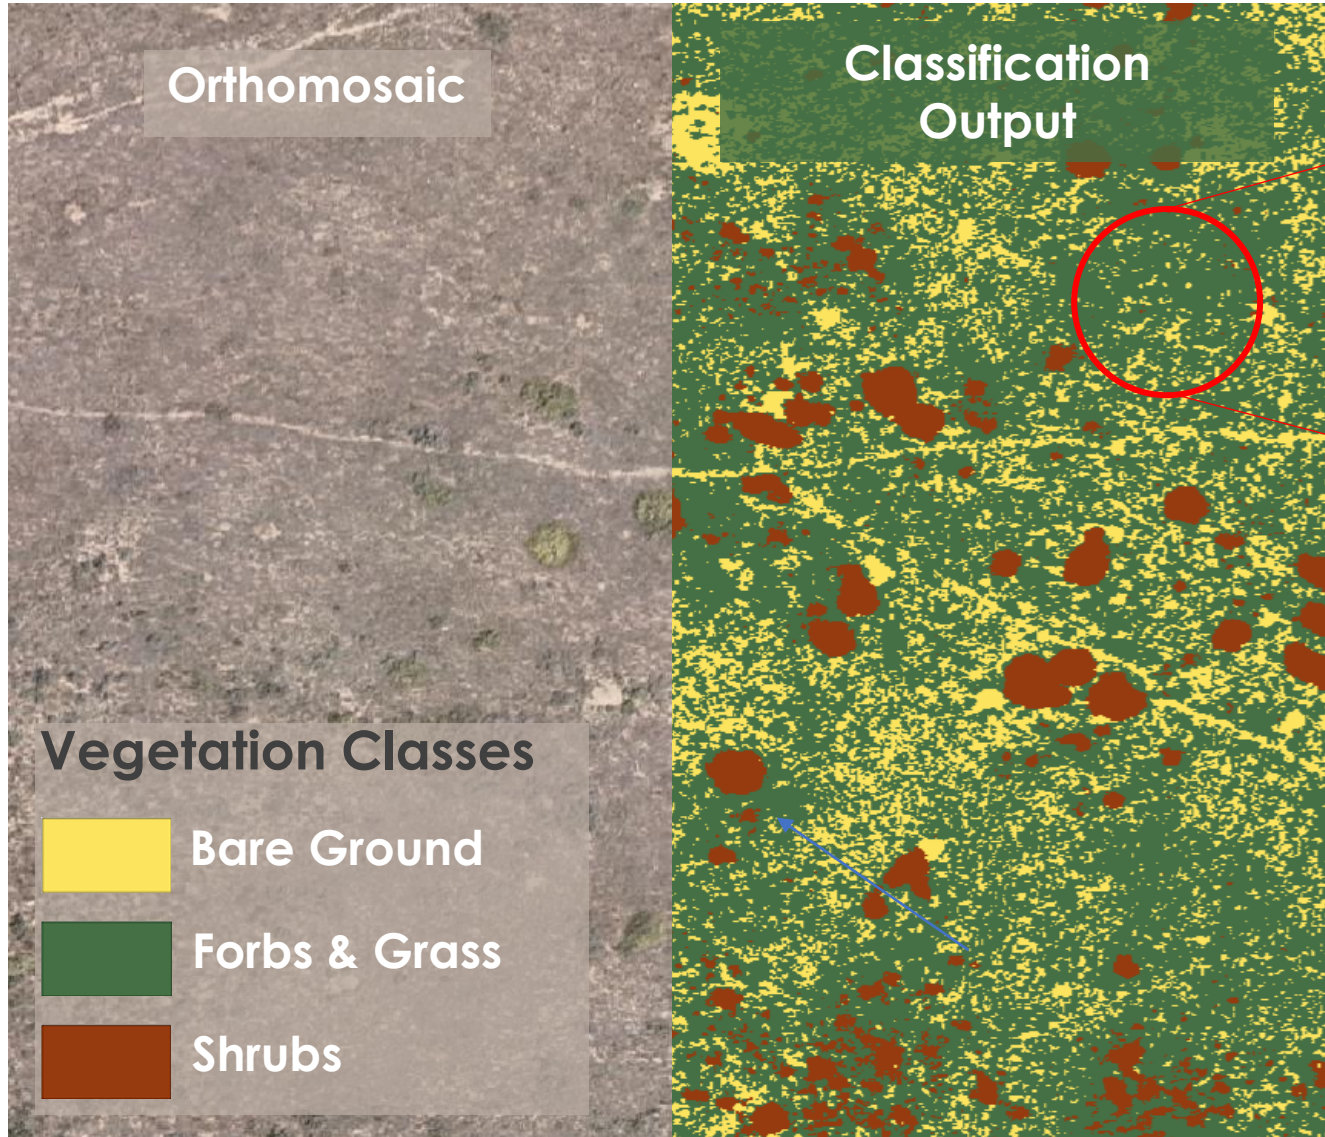 Orthomosaic
Classification
Output
Vegetation Classes
Bare Ground
Forbs & Grass
Shrubs